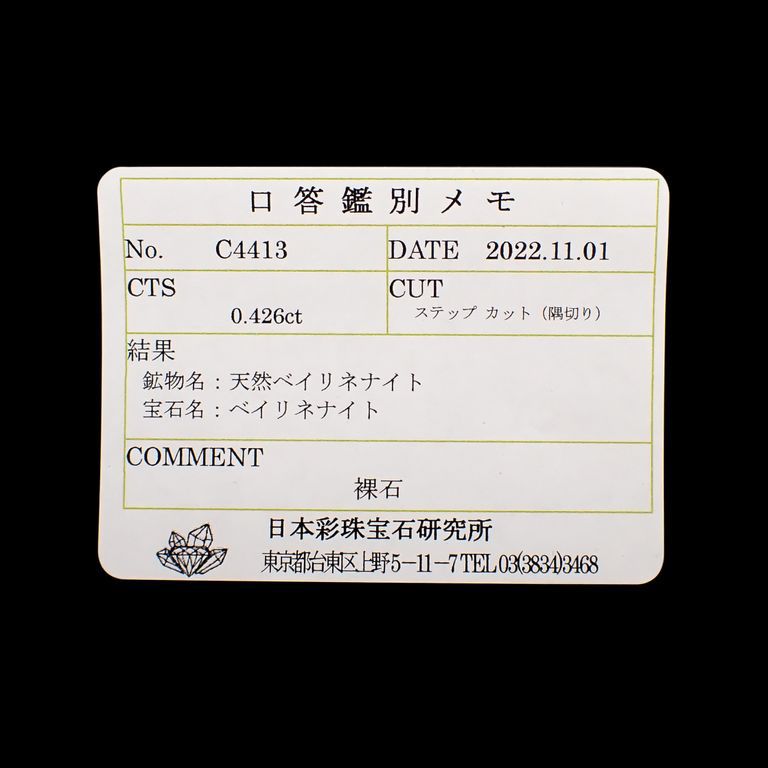 口答鑑別メモ
No. C4413 DATE 2022.11.01
CTS CUT
0.426ct ステップ カット（隅切り）
結果
鉱物名：天然ベイリネナイト
宝石名：ベイリネナイト
COMMENT
裸石
日本彩珠宝石研究所
東京都台東区上野5－11－7 TEL 03(3834)3468